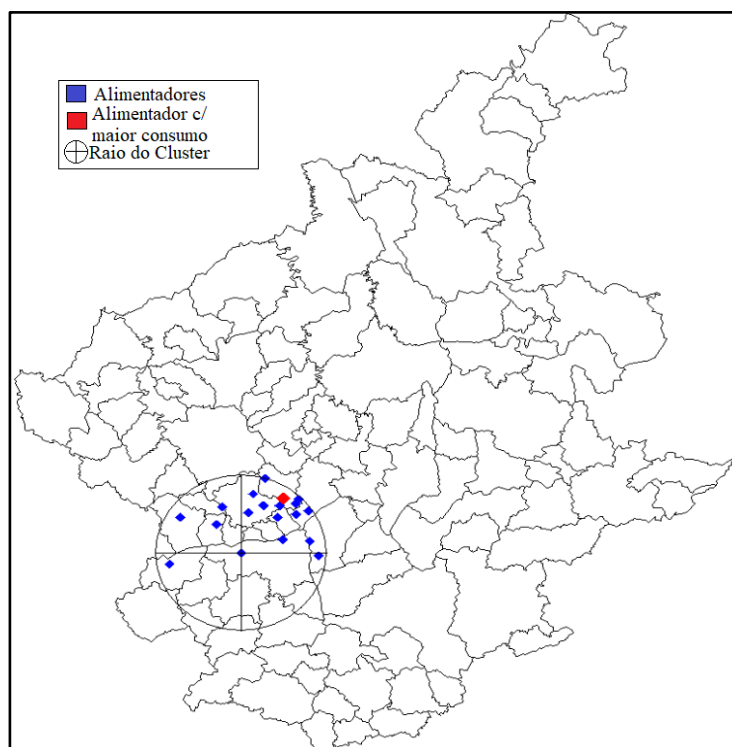 Alimentadores
Alimentador c/
maior consumo
Raio do Cluster